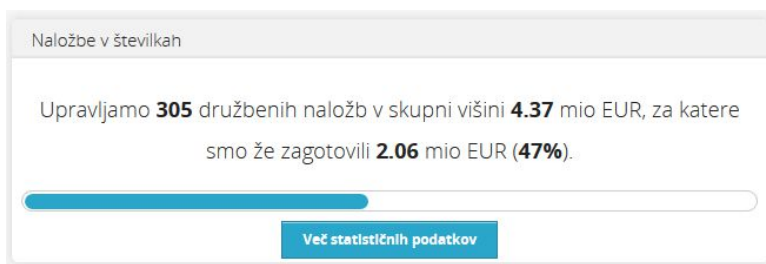 Naložbe v številkah
Upravljamo 305 družbenih naložb v skupni višini 4.37 mio EUR, za katere
smo že zagotovili 2.06 mio EUR (47%).
Več statističnih podatkov